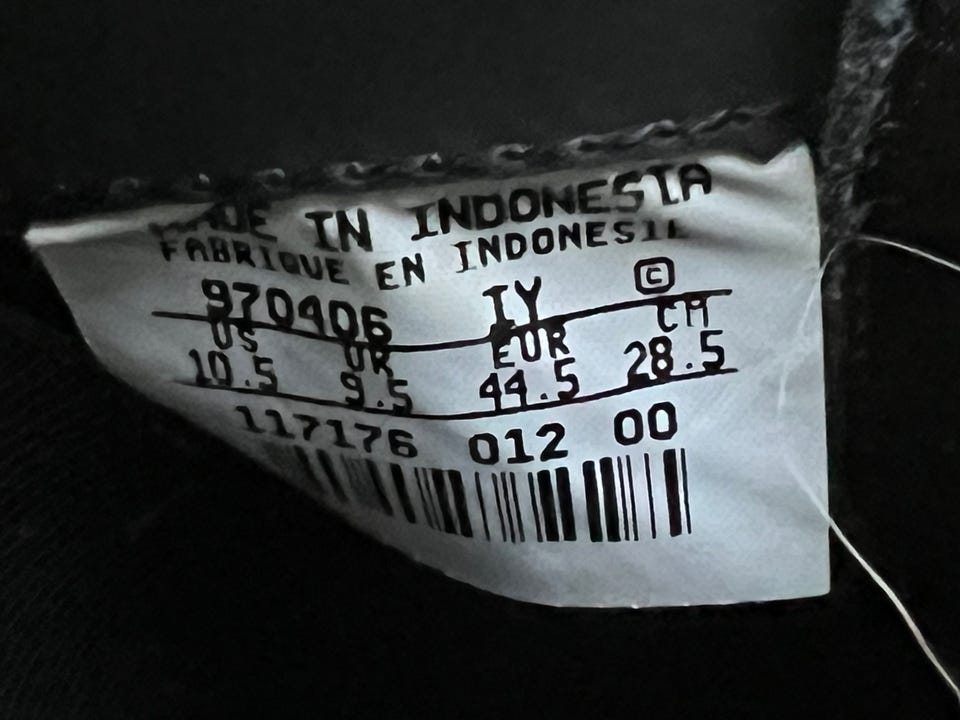 MADE IN INDONESIA
FABRIQUE EN INDONESIE
970406 IY ©
US UK EUR CM
10.5 9.5 44.5 28.5
117176 012 00